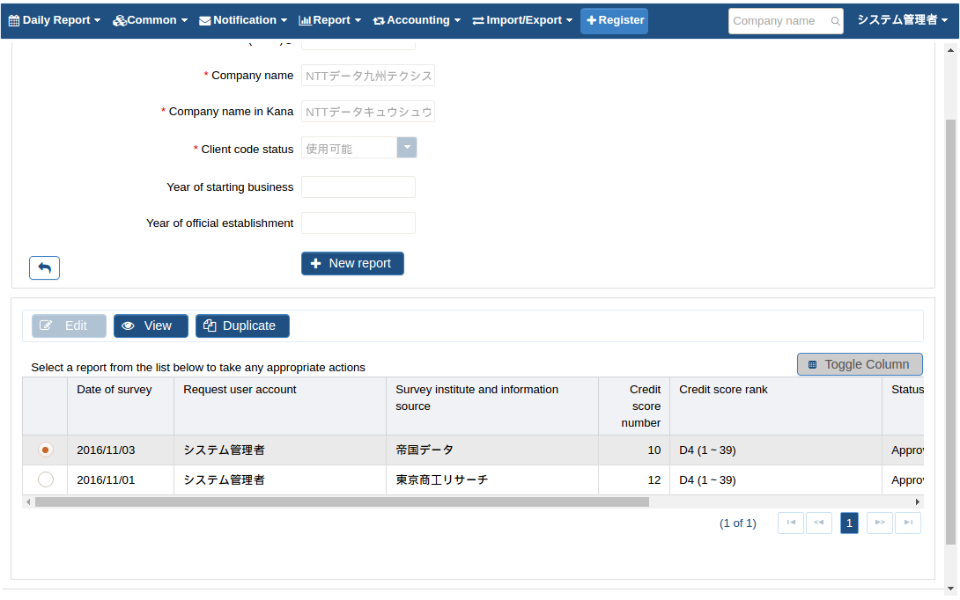 Daily Report Common Notification Report Accounting Import/Export Register Company name システム管理者
* Company name NTTデータ九州テクシス
* Company name in Kana NTTデータキュウシュウ
* Client code status 使用可能
Year of starting business
Year of official establishment
New report
Edit View Duplicate
Select a report from the list below to take any appropriate actions
Toggle Column
Date of survey Request user account Survey institute and information source Credit score number Credit score rank Status
2016/11/03 システム管理者 帝国データ 10 D4 (1 ~ 39) Approv
2016/11/01 システム管理者 東京商工リサーチ 12 D4 (1 ~ 39) Approv
(1 of 1) 1